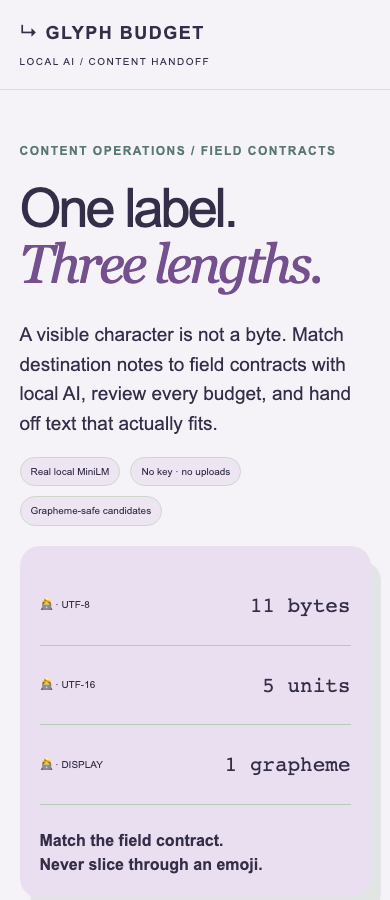 ↳ GLYPH BUDGET
LOCAL AI / CONTENT HANDOFF
CONTENT OPERATIONS / FIELD CONTRACTS
One label.
Three lengths.
A visible character is not a byte. Match
destination notes to field contracts with
local AI, review every budget, and hand
off text that actually fits.
Real local MiniLM
No key · no uploads
Grapheme-safe candidates
👩‍💻 · UTF-8 11 bytes
👩‍💻 · UTF-16 5 units
👩‍💻 · DISPLAY 1 grapheme
Match the field contract.
Never slice through an emoji.